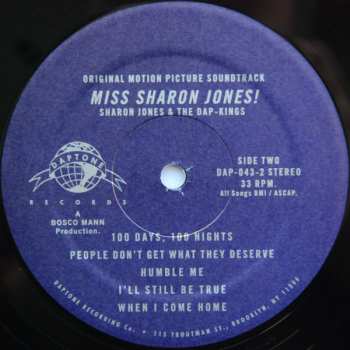 ORIGINAL MOTION PICTURE SOUNDTRACK
MISS SHARON JONES!
SHARON JONES & THE DAP-KINGS
DAPTONE
RECORDS
A
BOSCO MANN
Production.
SIDE TWO
DAP-043-2 STEREO
33 RPM.
All Songs BMI / ASCAP.
100 DAYS, 100 NIGHTS
PEOPLE DON'T GET WHAT THEY DESERVE
HUMBLE ME
I'LL STILL BE TRUE
WHEN I COME HOME
DAPTONE RECORDING Co. • 115 TROUTMAN ST., BROOKLYN, NY 11206